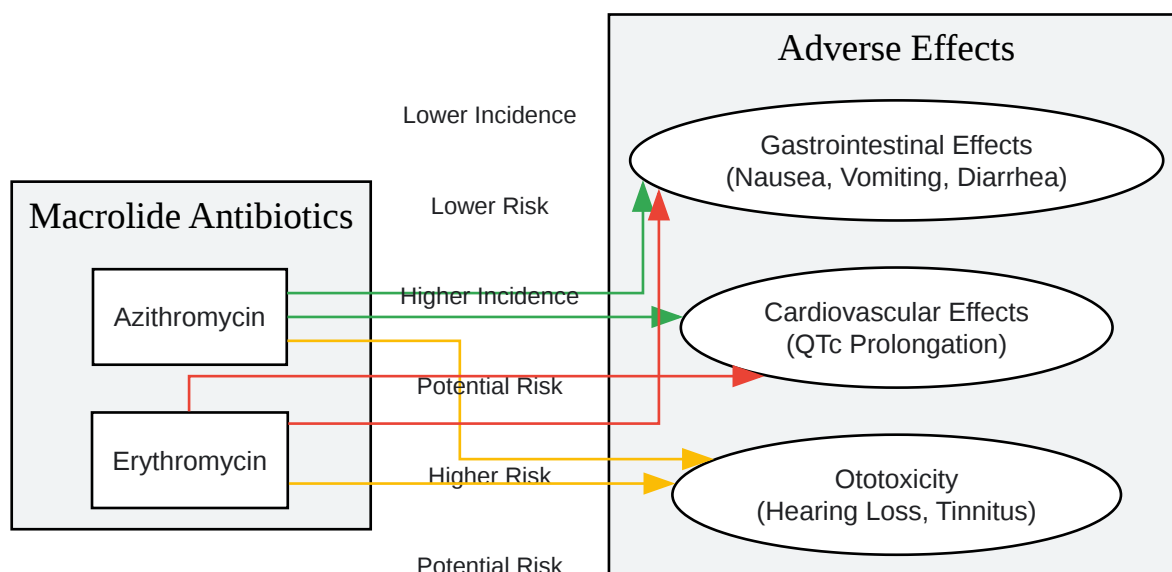 Adverse Effects
Lower Incidence
Gastrointestinal Effects
(Nausea, Vomiting, Diarrhea)
Macrolide Antibiotics
Lower Risk
Azithromycin
Higher Incidence
Cardiovascular Effects
(QTc Prolongation)
Potential Risk
Erythromycin
Higher Risk
Ototoxicity
(Hearing Loss, Tinnitus)
Potential Risk